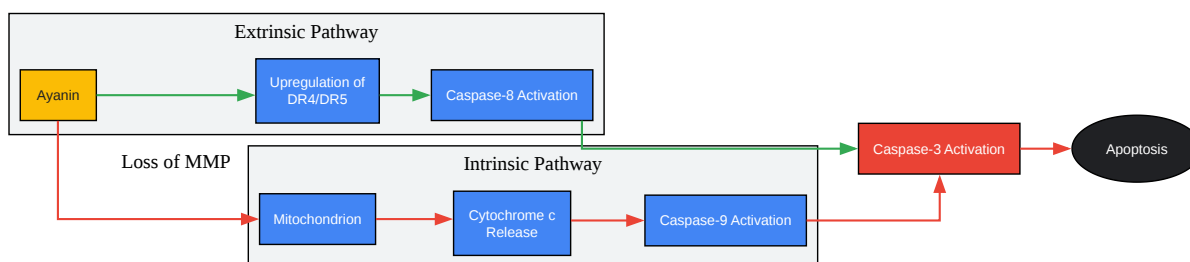 Extrinsic Pathway
Ayanin
Upregulation of
DR4/DR5
Caspase-8 Activation
Loss of MMP
Intrinsic Pathway
Mitochondrion
Cytochrome c
Release
Caspase-9 Activation
Caspase-3 Activation
Apoptosis